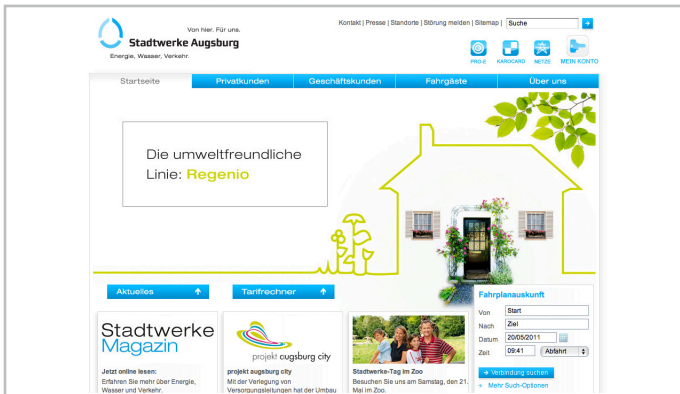 Von hier. Für uns.
Stadtwerke Augsburg
Energie, Wasser, Verkehr.
Kontakt | Presse | Standorte | Störung melden | Sitemap | Suche
PRO-E KARDCARD NETZE MEIN KONTO
Startseite Privatkunden Geschäftskunden Fahrgäste Über uns
Die umweltfreundliche
Linie: Regenio
Aktuelles
Tarifrechner
Stadtwerke
Magazin
Jetzt online lesen:
Erfahren Sie mehr über Energie,
Wasser und Verkehr.
projekt augsburg city
projekt augsburg city
Mit der Verlegung von
Versorgungsleitungen hat der Umbau
Stadtwerke-Tag im Zoo
Besuchen Sie uns am Samstag, den 21.
Mai im Zoo.
Fahrplanauskunft
Von Start
Nach Ziel
Datum 20/05/2011
Zeit 09:41 Abfahrt
Verbindung suchen
+ Mehr Such-Optionen